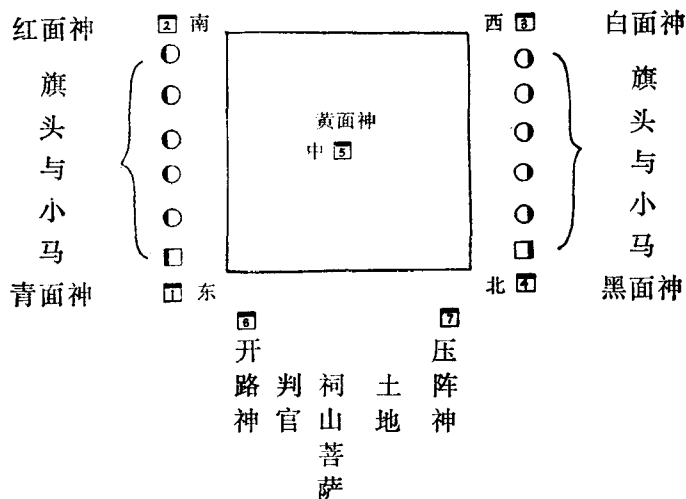 红面神
2 南
西 3
白面神
旗头与小马
旗头与小马
黄面神
中 5
青面神
1 东
北 4
黑面神
6
7
开路神
判官
祠山菩萨
土地
压阵神